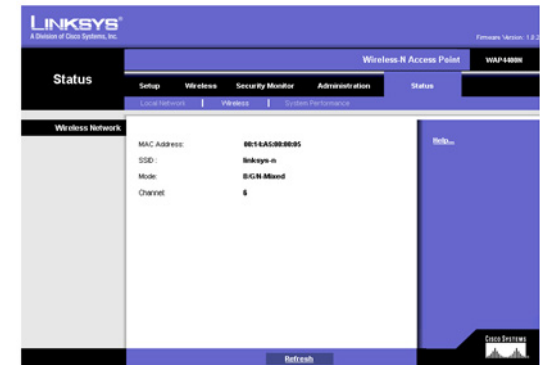 LINKSYS®
A Division of Cisco Systems, Inc.
Firmware Version: 1.0.2
Wireless-N Access Point WAP4400N
Status
Setup Wireless Security Monitor Administration Status
Local Network | Wireless | System Performance
Wireless Network
MAC Address: 00:14:A5:00:00:05
Help...
SSID: linksys-n
Mode: B/G/N-Mixed
Channel: 6
CISCO SYSTEMS
Refresh